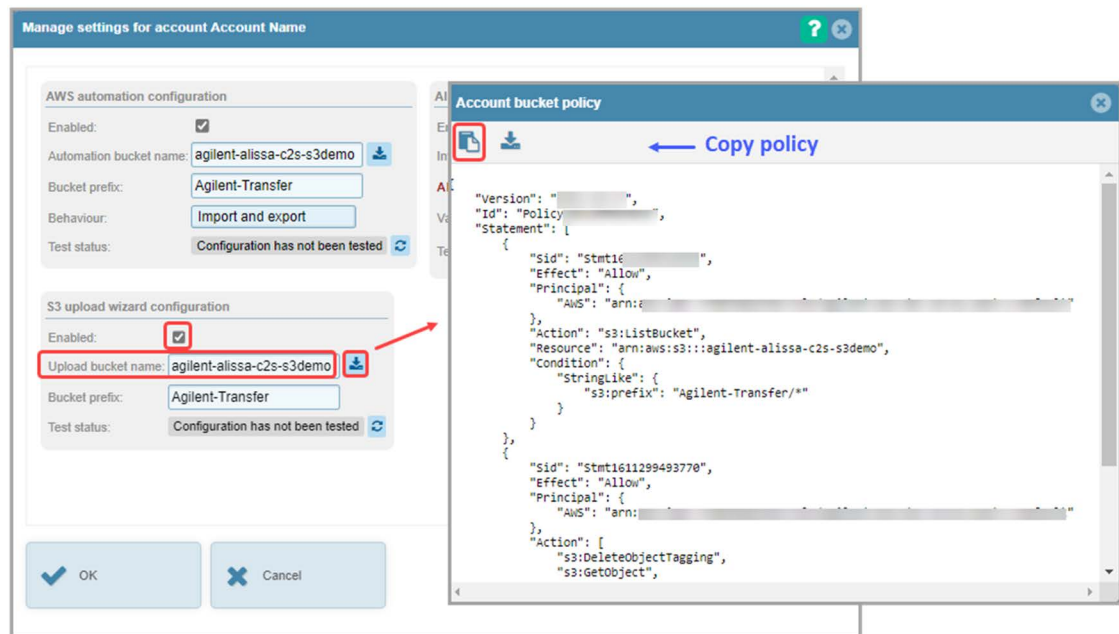 Manage settings for account Account Name
?
AWS automation configuration
Enabled:
Automation bucket name: agilent-alissa-c2s-s3demo
Bucket prefix: Agilent-Transfer
Behaviour: Import and export
Test status: Configuration has not been tested
S3 upload wizard configuration
Enabled:
Upload bucket name: agilent-alissa-c2s-s3demo
Bucket prefix: Agilent-Transfer
Test status: Configuration has not been tested
OK
Cancel
Account bucket policy
Copy policy
"Version": " ",
"Id": "Policy ",
"Statement": [
{
"Sid": "Stmt16 ",
"Effect": "Allow",
"Principal": {
"AWS": "arn:
},
"Action": "s3:ListBucket",
"Resource": "arn:aws:s3:::agilent-alissa-c2s-s3demo",
"Condition": {
"StringLike": {
"s3:prefix": "Agilent-Transfer/*"
}
}
},
{
"Sid": "Stmt1611299493770",
"Effect": "Allow",
"Principal": {
"AWS": "arn: "
},
"Action": [
"s3:DeleteObjectTagging",
"s3:GetObject",